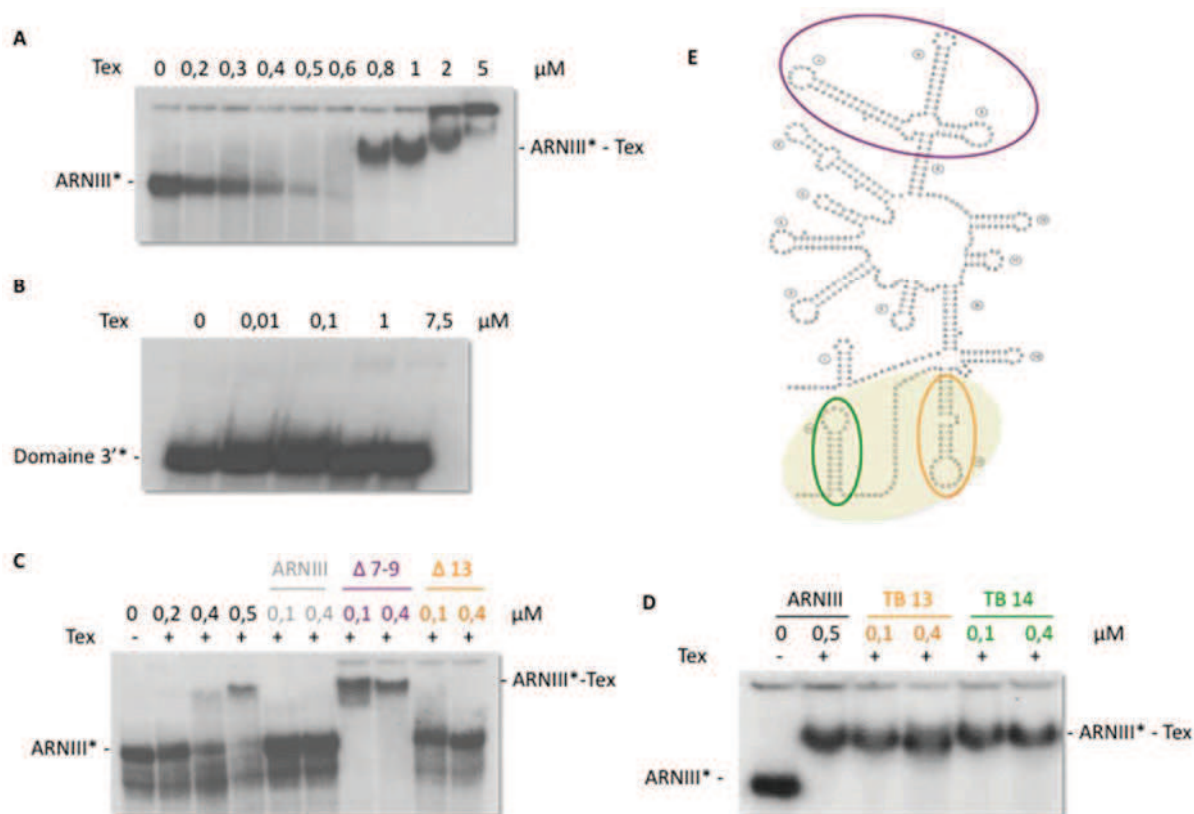 A
Tex 0 0,2 0,3 0,4 0,5 0,6 0,8 1 2 5 µM
ARNIII* -
- ARNIII* - Tex
B
Tex 0 0,01 0,1 1 7,5 µM
Domaine 3'* -
C
ARNIII Δ 7-9 Δ 13
0 0,2 0,4 0,5 0,1 0,4 0,1 0,4 0,1 0,4 µM
Tex - + + + + + + + + +
- ARNIII*-Tex
ARNIII* -
D
ARNIII TB 13 TB 14
0 0,5 0,1 0,4 0,1 0,4 µM
Tex - + + + + +
- ARNIII* - Tex
ARNIII* -
E